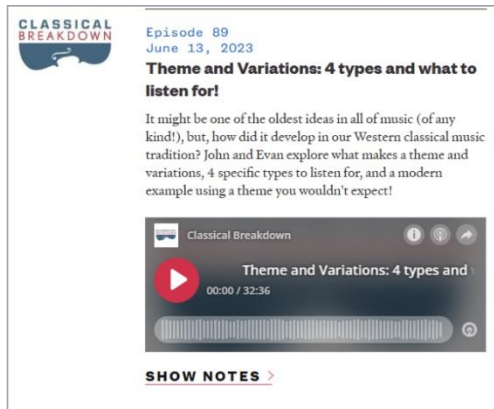 CLASSICAL
BREAKDOWN
Episode 89
June 13, 2023
Theme and Variations: 4 types and what to
listen for!
It might be one of the oldest ideas in all of music (of any
kind!), but, how did it develop in our Western classical music
tradition? John and Evan explore what makes a theme and
variations, 4 specific types to listen for, and a modern
example using a theme you wouldn't expect!
Classical Breakdown
Theme and Variations: 4 types and
00:00 / 32:36
SHOW NOTES >